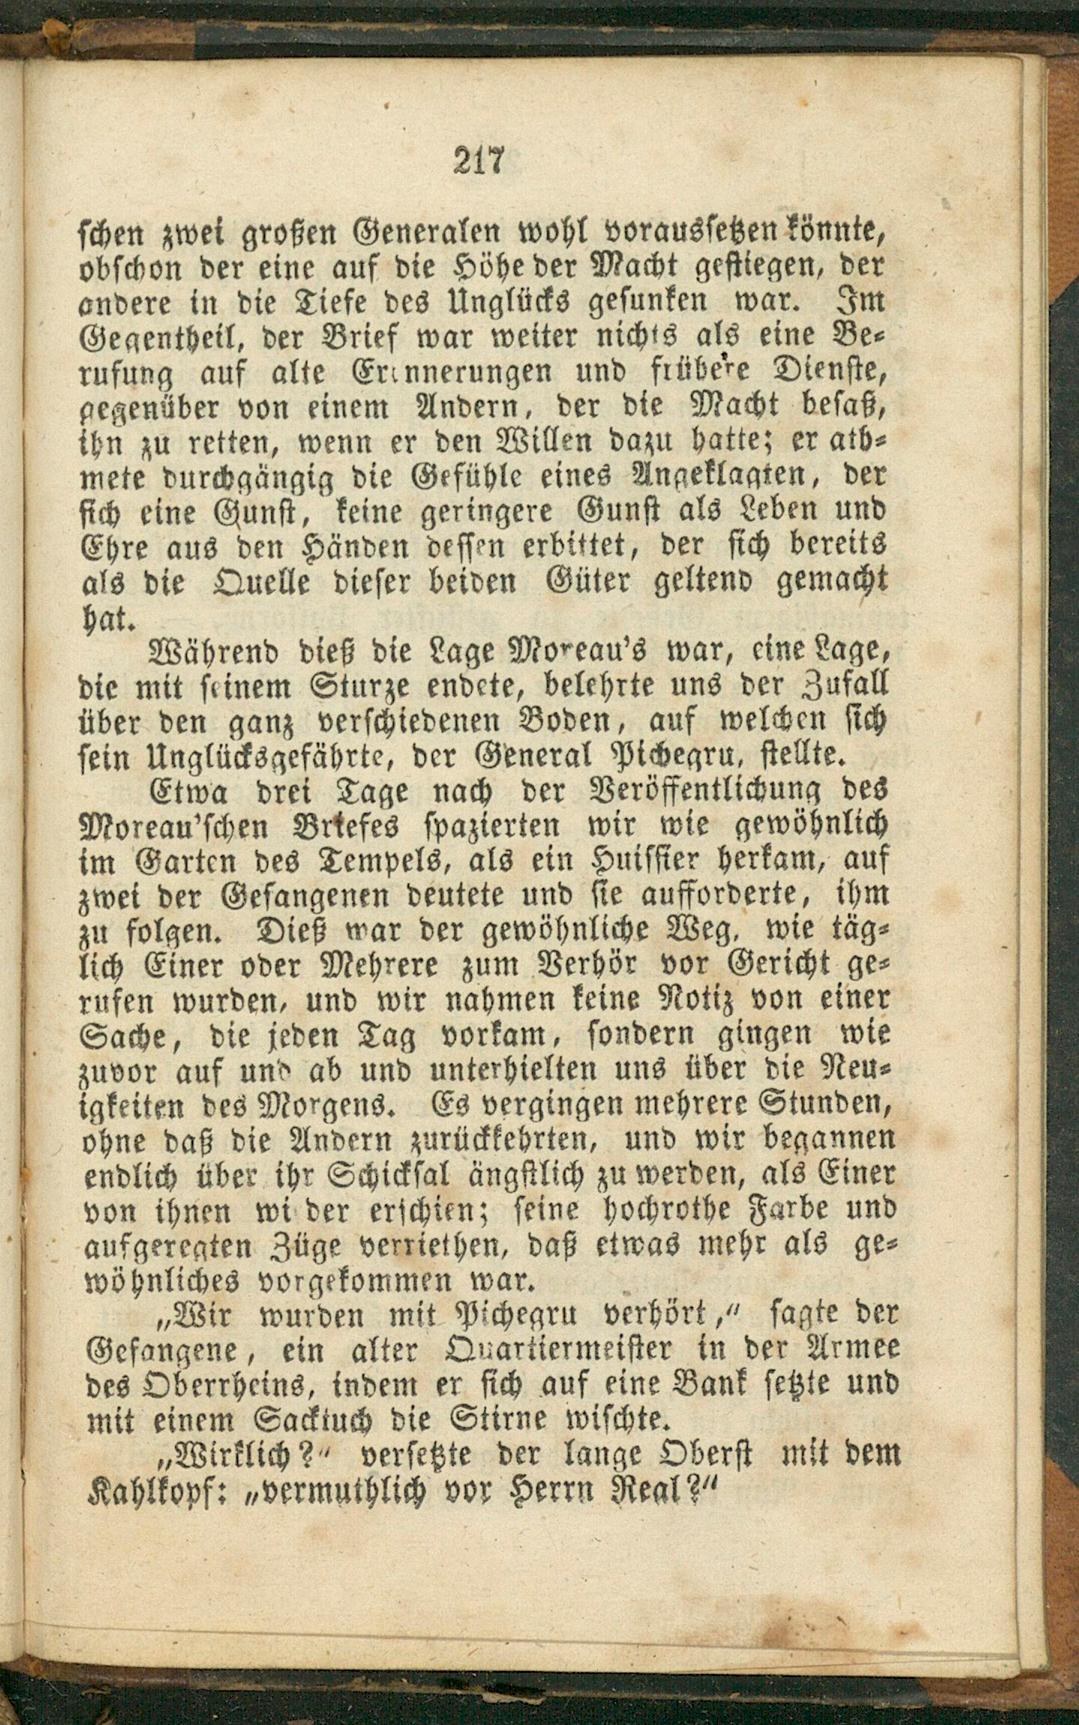 217
schen zwei großen Generalen wohl voraussetzen könnte,
obschon der eine auf die Höhe der Macht gestiegen, der
andere in die Tiefe des Unglücks gesunken war. Im
Gegentheil, der Brief war weiter nichts als eine Be-
rufung auf alte Erinnerungen und frühere Dienste,
gegenüber von einem Andern, der die Macht besaß,
ihn zu retten, wenn er den Willen dazu hatte; er ath-
mete durchgängig die Gefühle eines Angeklagten, der
sich eine Gunst, keine geringere Gunst als Leben und
Ehre aus den Händen dessen erbittet, der sich bereits
als die Quelle dieser beiden Güter geltend gemacht
hat.
Während dieß die Lage Moreau's war, eine Lage,
die mit seinem Sturze endete, belehrte uns der Zufall
über den ganz verschiedenen Boden, auf welchen sich
sein Unglücksgefährte, der General Pichegru, stellte.
Etwa drei Tage nach der Veröffentlichung des
Moreau'schen Briefes spazierten wir wie gewöhnlich
im Garten des Tempels, als ein Huissier herkam, auf
zwei der Gefangenen deutete und sie aufforderte, ihm
zu folgen. Dieß war der gewöhnliche Weg, wie täg-
lich Einer oder Mehrere zum Verhör vor Gericht ge-
rufen wurden, und wir nahmen keine Notiz von einer
Sache, die jeden Tag vorkam, sondern gingen wie
zuvor auf und ab und unterhielten uns über die Neu-
igkeiten des Morgens. Es vergingen mehrere Stunden,
ohne daß die Andern zurückkehrten, und wir begannen
endlich über ihr Schicksal ängstlich zu werden, als Einer
von ihnen wi der erschien; seine hochrothe Farbe und
aufgeregten Züge verriethen, daß etwas mehr als ge-
wöhnliches vorgekommen war.
„Wir wurden mit Pichegru verhört,“ sagte der
Gefangene, ein alter Quartiermeister in der Armee
des Oberrheins, indem er sich auf eine Bank setzte und
mit einem Sacktuch die Stirne wischte.
„Wirklich?“ versetzte der lange Oberst mit dem
Kahlkopf: „vermuthlich vor Herrn Real?“